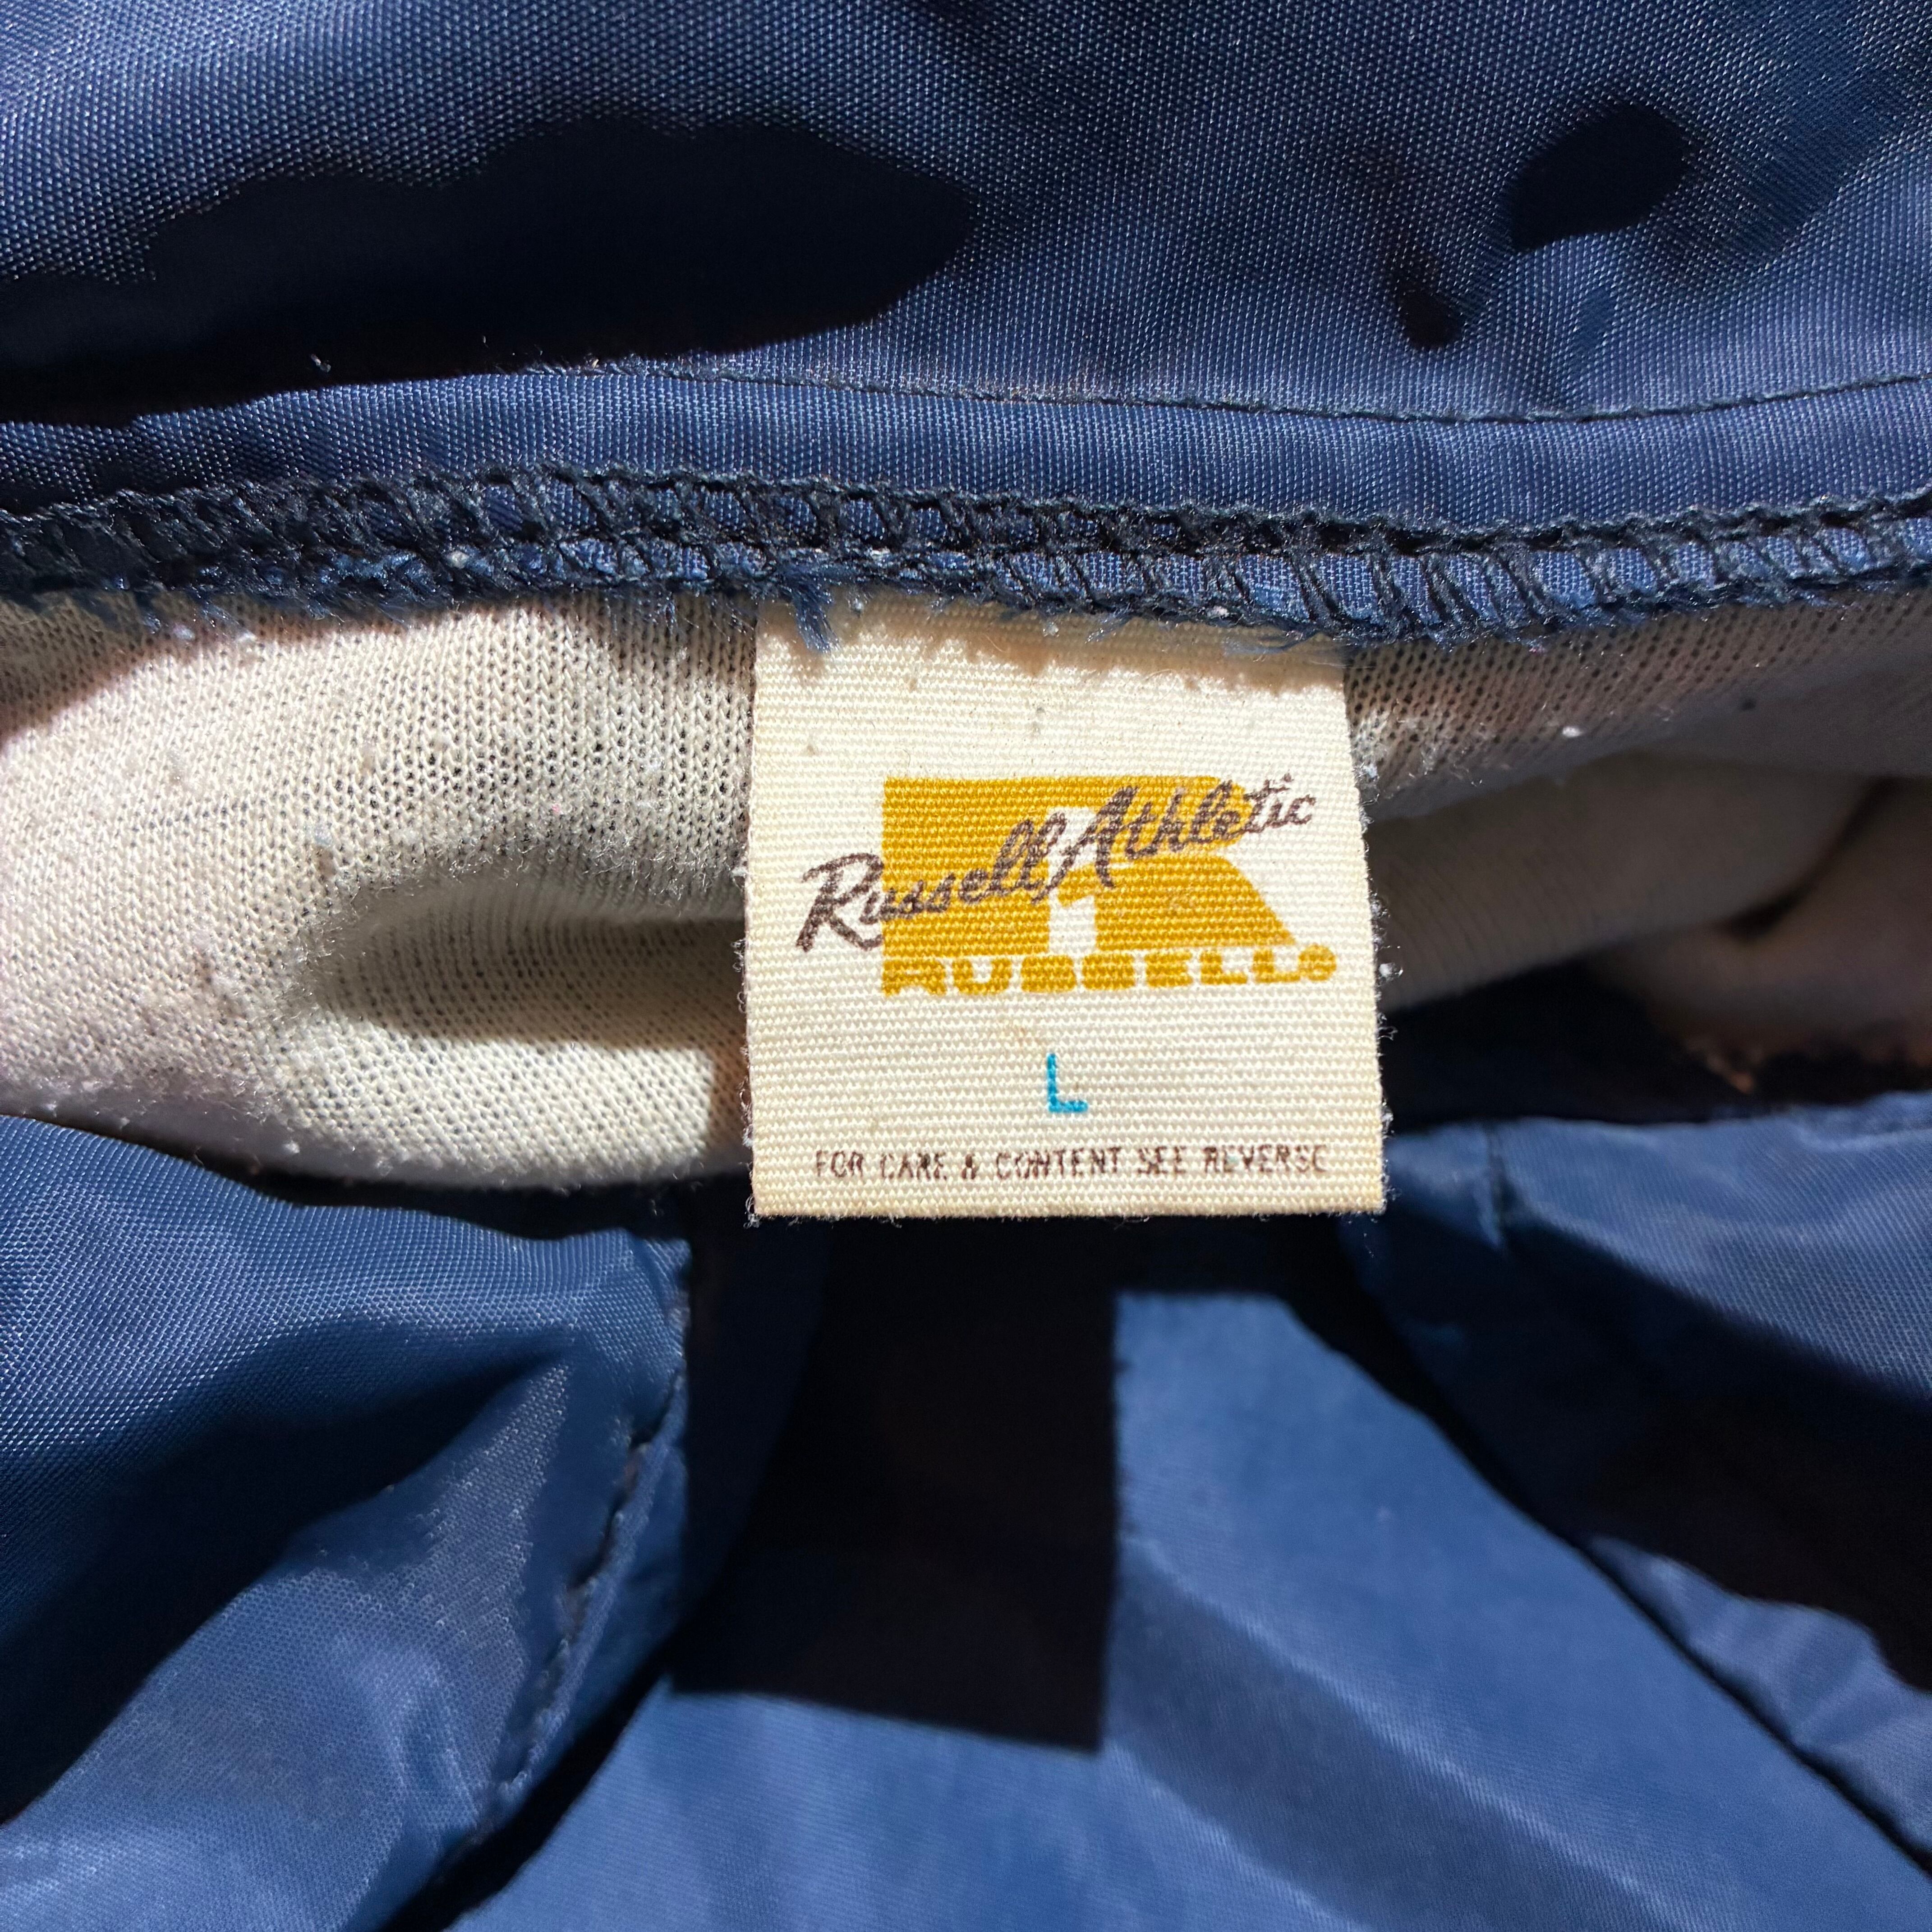 Russell Athletic
RUSSELL®
L
FOR CARE & CONTENT SEE REVERSE